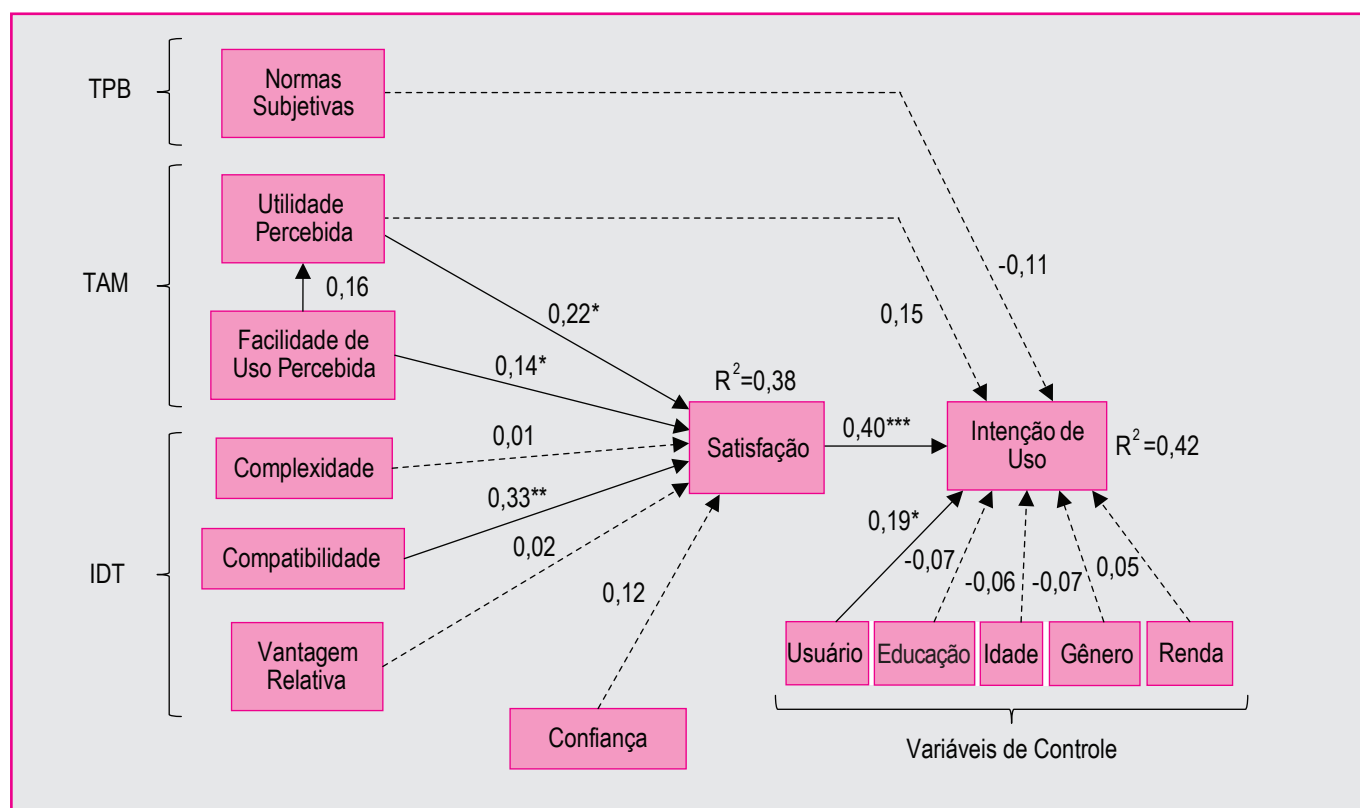 TPB
Normas
Subjetivas
TAM
Utilidade
Percebida
0,16
Facilidade de
Uso Percebida
0,22*
0,14*
0,15
-0,11
IDT
Complexidade
0,01
Compatibilidade
0,33**
0,02
Vantagem
Relativa
Confiança
0,12
R²=0,38
Satisfação
0,40***
Intenção de
Uso
R²=0,42
0,19*
-0,07
-0,06
-0,07
0,05
Usuário
Educação
Idade
Gênero
Renda
Variáveis de Controle